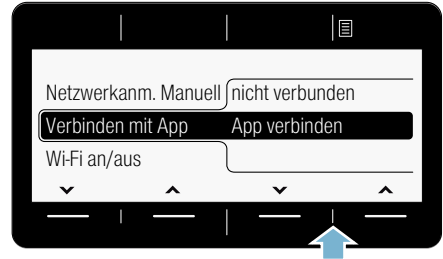 Netzwerkanm. Manuell nicht verbunden
Verbinden mit App App verbinden
Wi-Fi an/aus